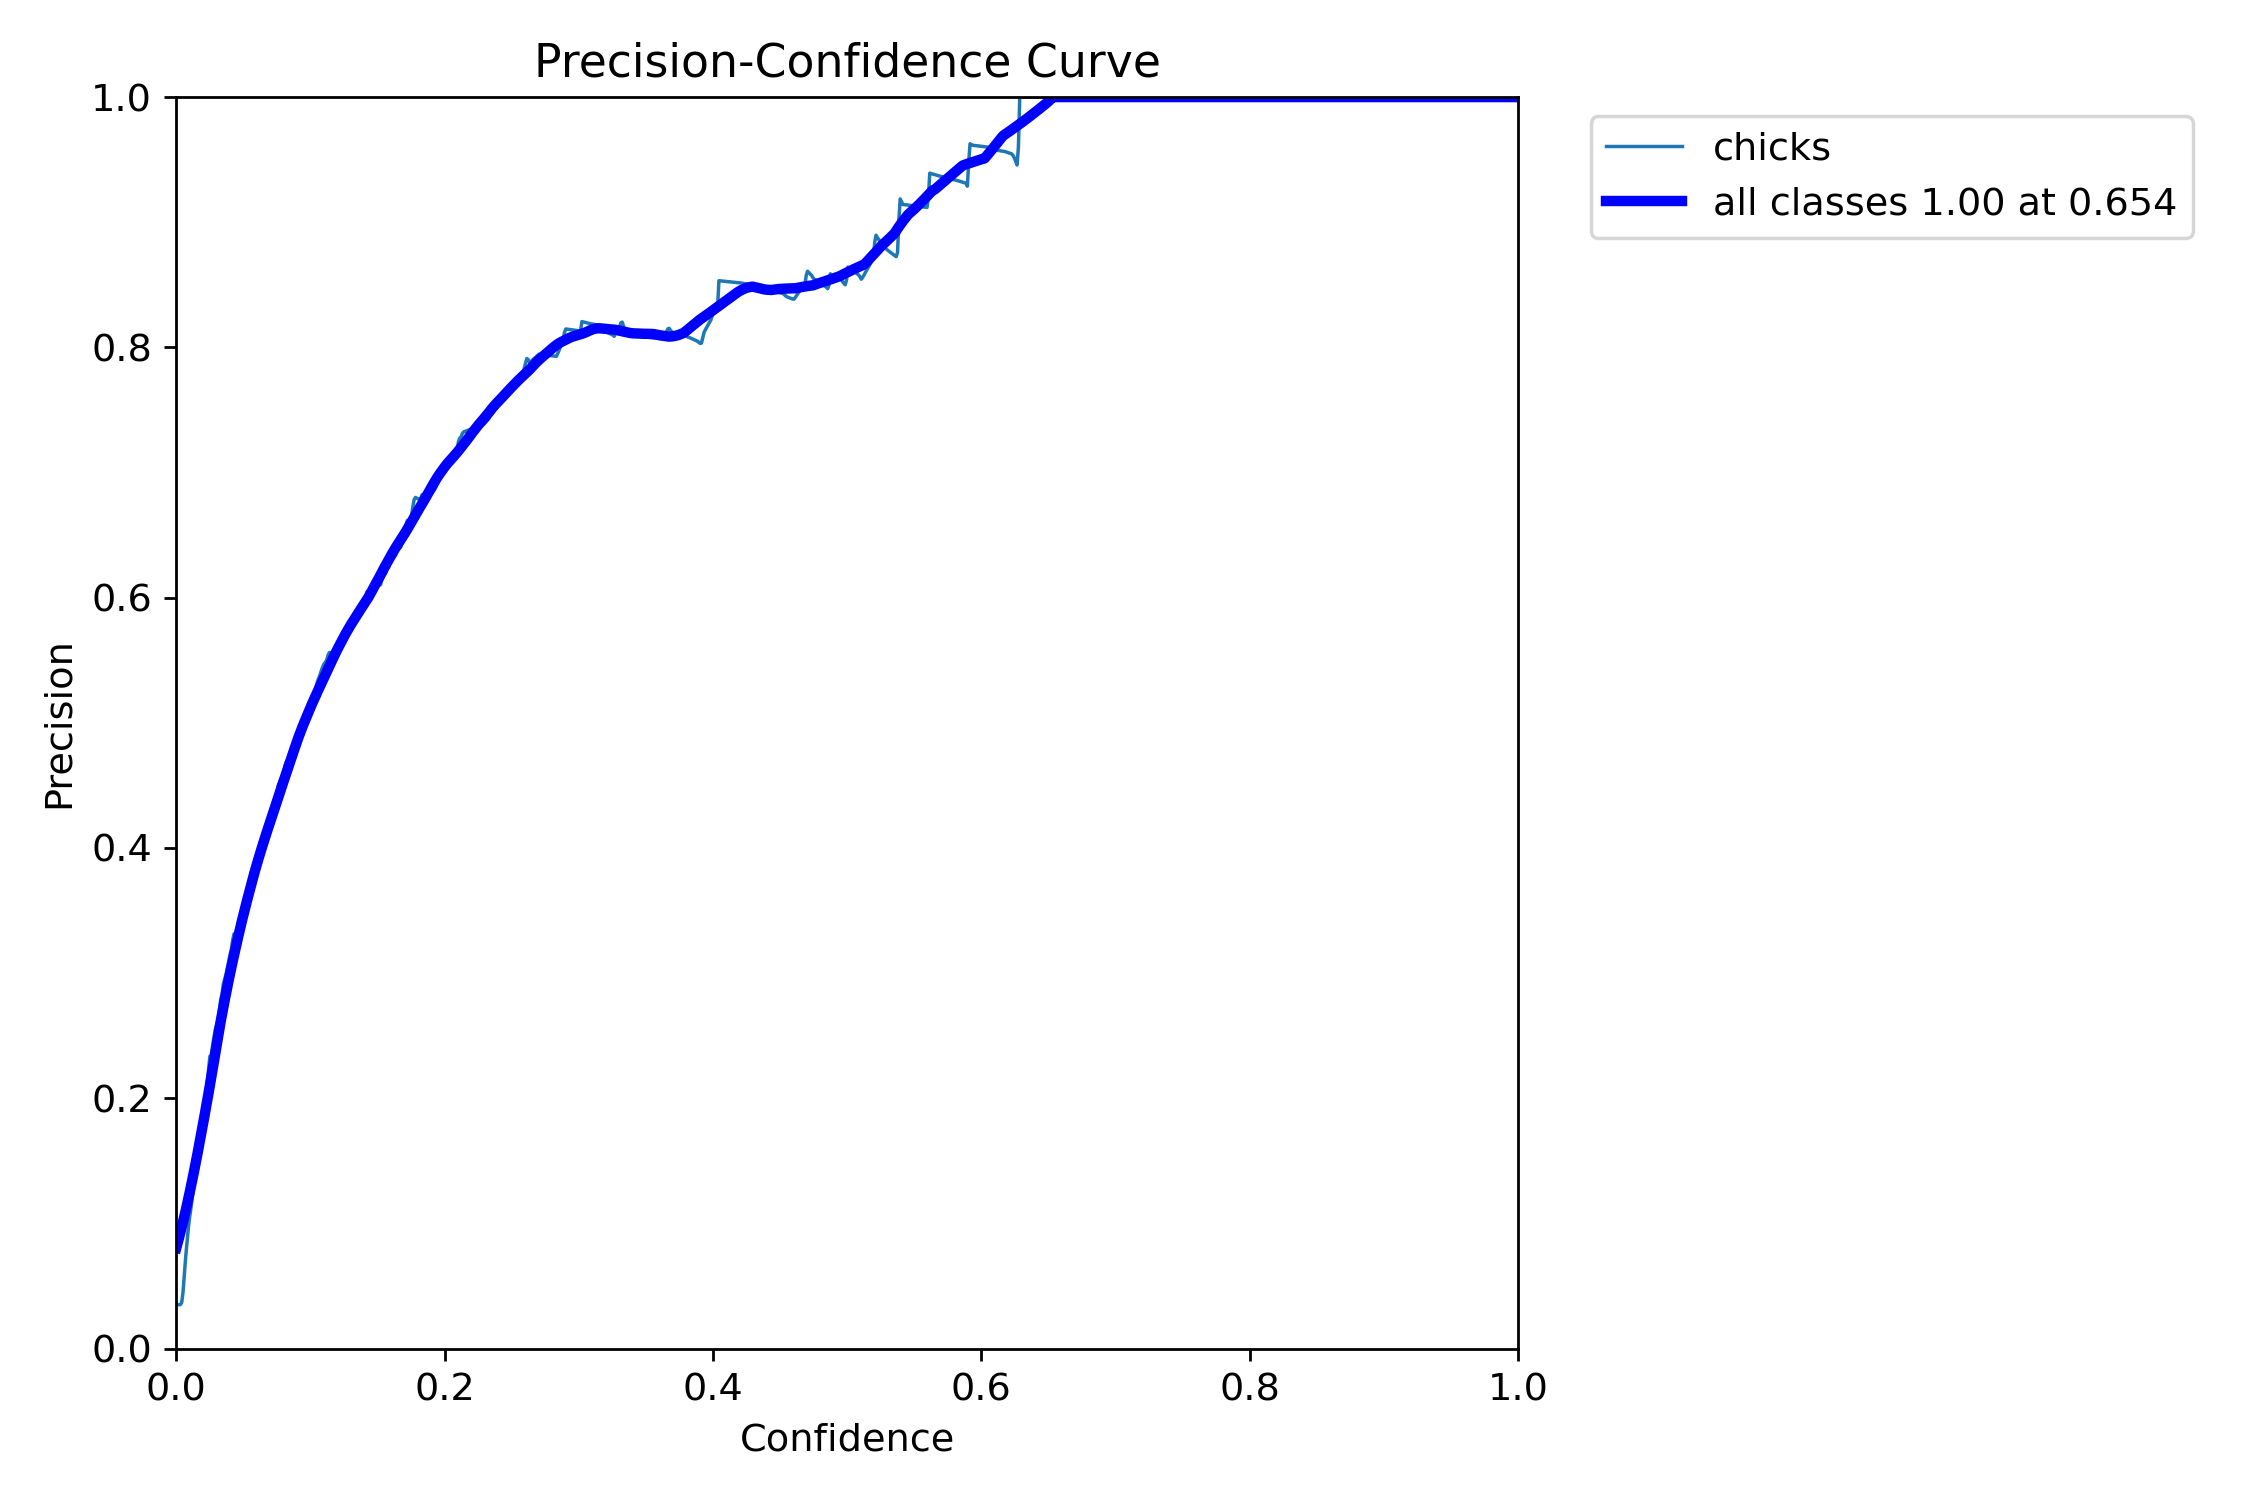 Precision-Confidence Curve
chicks
all classes 1.00 at 0.654
Precision
1.0
0.8
0.6
0.4
0.2
0.0
0.0 0.2 0.4 0.6 0.8 1.0
Confidence